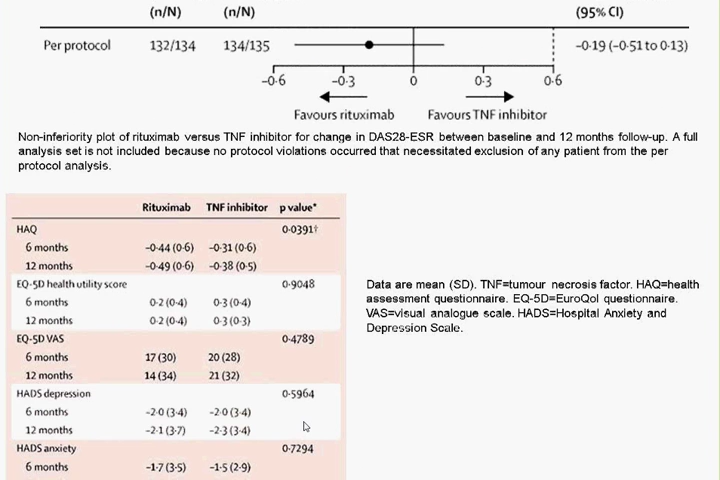 (n/N) (n/N) (95% CI)
Per protocol 132/134 134/135 –0·19 (–0·51 to 0·13)
–0·6 –0·3 0 0·3 0·6
Favours rituximab Favours TNF inhibitor
Non-inferiority plot of rituximab versus TNF inhibitor for change in DAS28-ESR between baseline and 12 months follow-up. A full
analysis set is not included because no protocol violations occurred that necessitated exclusion of any patient from the per
protocol analysis.
Rituximab TNF inhibitor p value*
HAQ 0·0391†
6 months –0·44 (0·6) –0·31 (0·6)
12 months –0·49 (0·6) –0·38 (0·5)
EQ-5D health utility score 0·9048
6 months 0·2 (0·4) 0·3 (0·4)
12 months 0·2 (0·4) 0·3 (0·3)
EQ-5D VAS 0·4789
6 months 17 (30) 20 (28)
12 months 14 (34) 21 (32)
HADS depression 0·5964
6 months –2·0 (3·4) –2·0 (3·4)
12 months –2·1 (3·7) –2·3 (3·4)
HADS anxiety 0·7294
6 months –1·7 (3·5) –1·5 (2·9)
Data are mean (SD). TNF=tumour necrosis factor. HAQ=health
assessment questionnaire. EQ-5D=EuroQol questionnaire.
VAS=visual analogue scale. HADS=Hospital Anxiety and
Depression Scale.